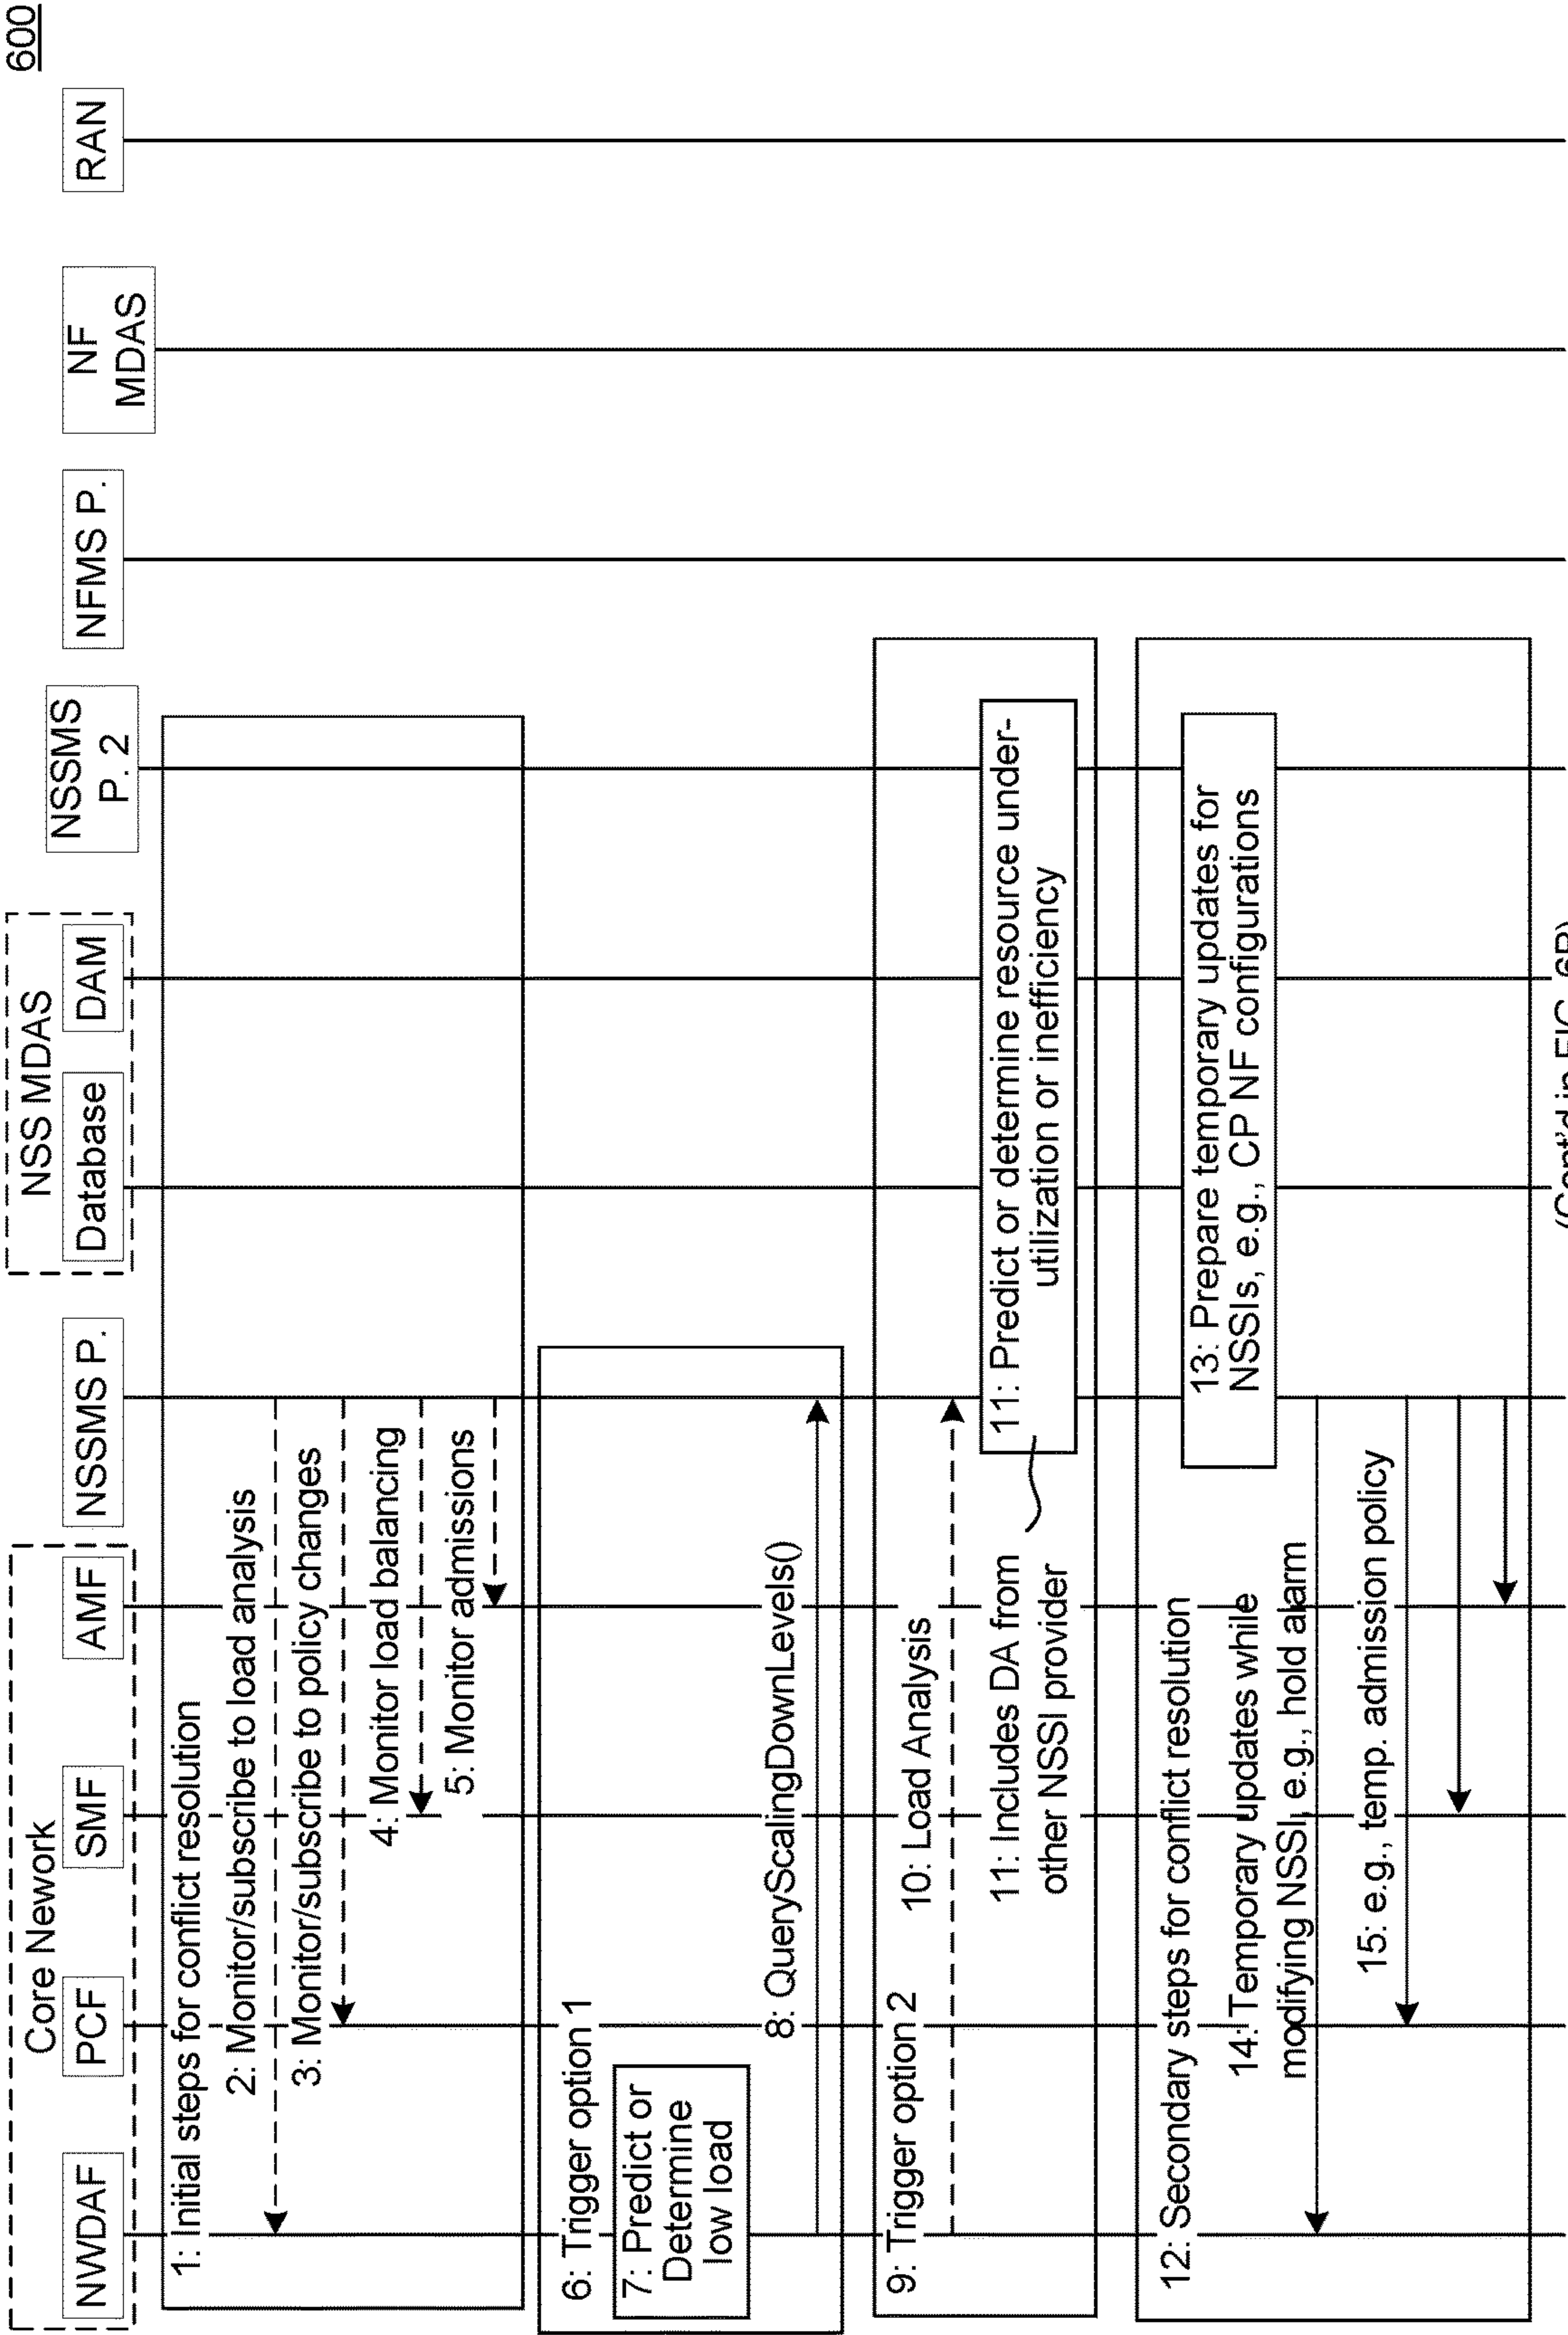 600
Core Nework
NSS MDAS
NWDAF
PCF
SMF
AMF
NSSMS P.
Database
DAM
NSSMS
P. 2
NFMS P.
NF
MDAS
RAN
1: Initial steps for conflict resolution
2: Monitor/subscribe to load analysis
3: Monitor/subscribe to policy changes
4: Monitor load balancing
5: Monitor admissions
6: Trigger option 1
7: Predict or
Determine
low load
8: QueryScalingDownLevels()
9: Trigger option 2
10: Load Analysis
11: Includes DA from
other NSSI provider
11: Predict or determine resource under-
utilization or inefficiency
12: Secondary steps for conflict resolution
13: Prepare temporary updates for
NSSIs, e.g., CP NF configurations
14:Temporary updates while
modifying NSSI, e.g., hold alarm
15: e.g., temp. admission policy
(Cont'd in FIG. 6B)